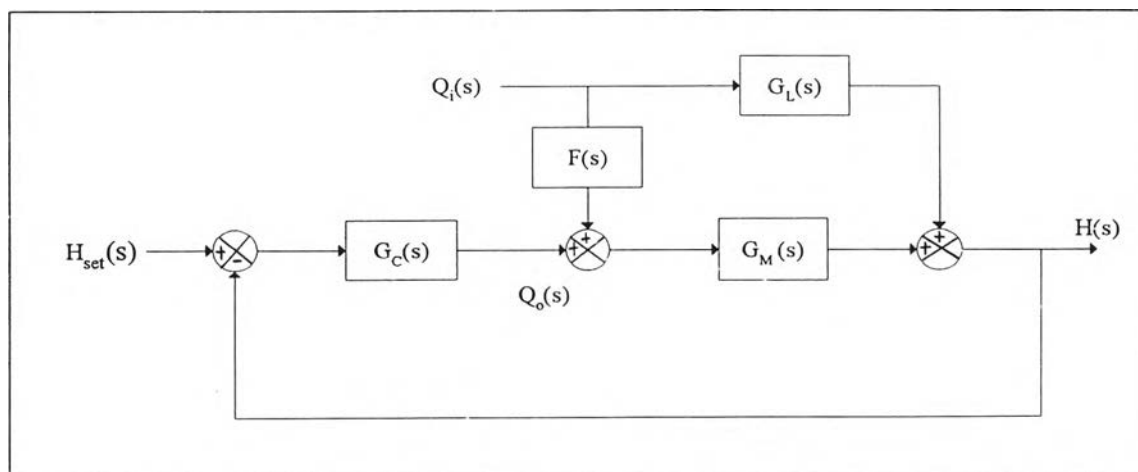 Q_i(s)
G_L(s)
F(s)
H_set(s)
+
-
G_C(s)
+
+
Q_o(s)
G_M(s)
+
+
H(s)